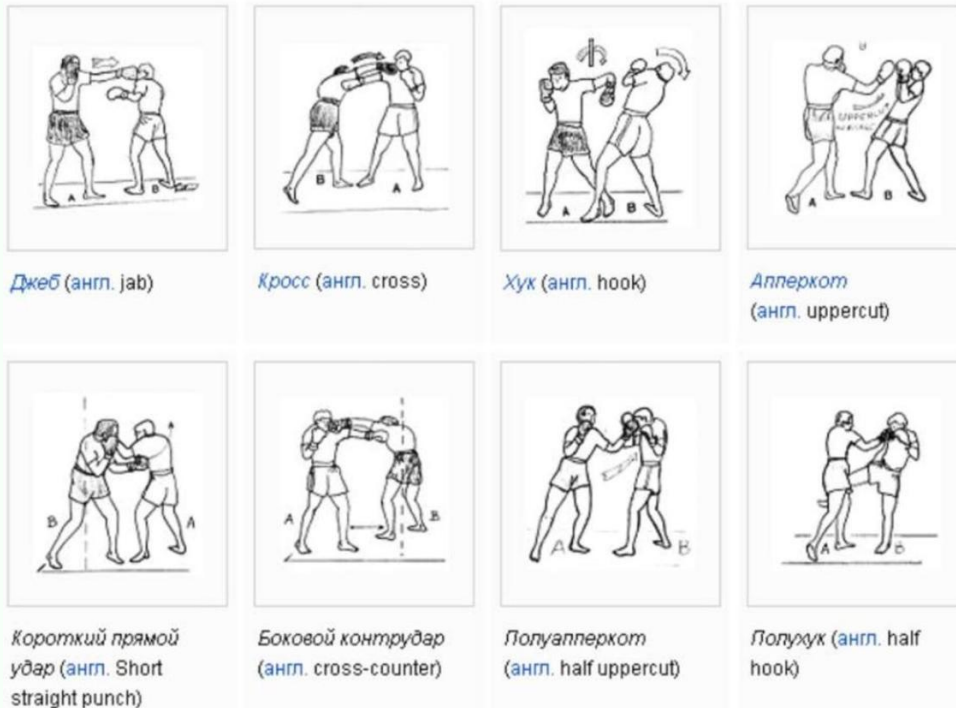 A B
B A
A B
UPPERCUT
A B
Джеб (англ. jab)
Кросс (англ. cross)
Хук (англ. hook)
Апперкот
(англ. uppercut)
B A
A B
A B
A B
Короткий прямой
удар (англ. Short
straight punch)
Боковой контрудар
(англ. cross-counter)
Полуапперкот
(англ. half uppercut)
Полухук (англ. half
hook)